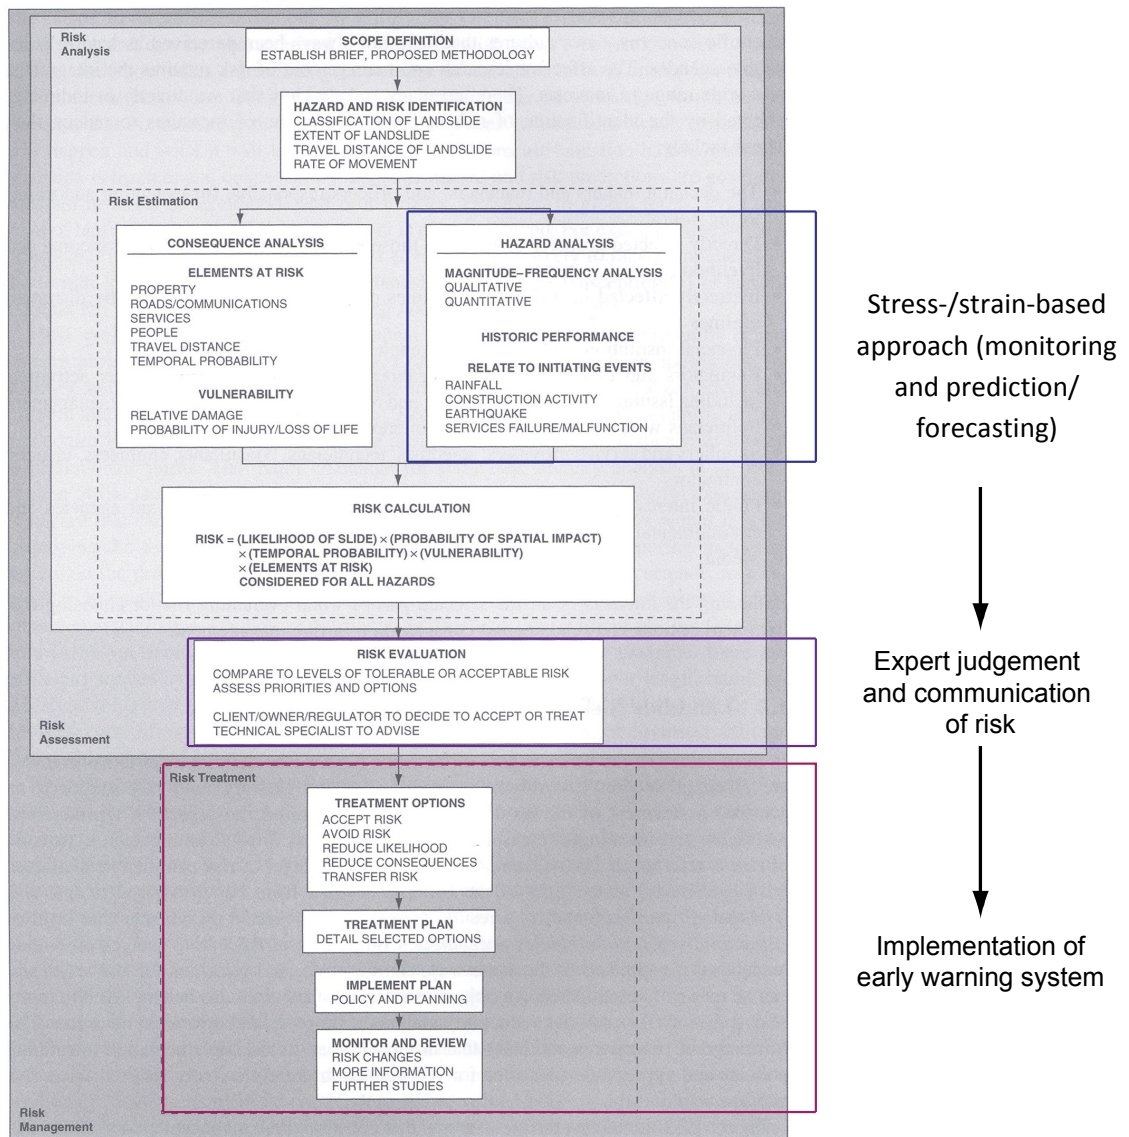 Risk
Analysis
SCOPE DEFINITION
ESTABLISH BRIEF, PROPOSED METHODOLOGY
HAZARD AND RISK IDENTIFICATION
CLASSIFICATION OF LANDSLIDE
EXTENT OF LANDSLIDE
TRAVEL DISTANCE OF LANDSLIDE
RATE OF MOVEMENT
Risk Estimation
CONSEQUENCE ANALYSIS
ELEMENTS AT RISK
PROPERTY
ROADS/COMMUNICATIONS
SERVICES
PEOPLE
TRAVEL DISTANCE
TEMPORAL PROBABILITY
VULNERABILITY
RELATIVE DAMAGE
PROBABILITY OF INJURY/LOSS OF LIFE
HAZARD ANALYSIS
MAGNITUDE–FREQUENCY ANALYSIS
QUALITATIVE
QUANTITATIVE
HISTORIC PERFORMANCE
RELATE TO INITIATING EVENTS
RAINFALL
CONSTRUCTION ACTIVITY
EARTHQUAKE
SERVICES FAILURE/MALFUNCTION
Stress-/strain-based
approach (monitoring
and prediction/
forecasting)
RISK CALCULATION
RISK = (LIKELIHOOD OF SLIDE) × (PROBABILITY OF SPATIAL IMPACT)
× (TEMPORAL PROBABILITY) × (VULNERABILITY)
× (ELEMENTS AT RISK)
CONSIDERED FOR ALL HAZARDS
RISK EVALUATION
COMPARE TO LEVELS OF TOLERABLE OR ACCEPTABLE RISK
ASSESS PRIORITIES AND OPTIONS
CLIENT/OWNER/REGULATOR TO DECIDE TO ACCEPT OR TREAT
TECHNICAL SPECIALIST TO ADVISE
Risk
Assessment
Expert judgement
and communication
of risk
Risk Treatment
TREATMENT OPTIONS
ACCEPT RISK
AVOID RISK
REDUCE LIKELIHOOD
REDUCE CONSEQUENCES
TRANSFER RISK
TREATMENT PLAN
DETAIL SELECTED OPTIONS
IMPLEMENT PLAN
POLICY AND PLANNING
MONITOR AND REVIEW
RISK CHANGES
MORE INFORMATION
FURTHER STUDIES
Implementation of
early warning system
Risk
Management